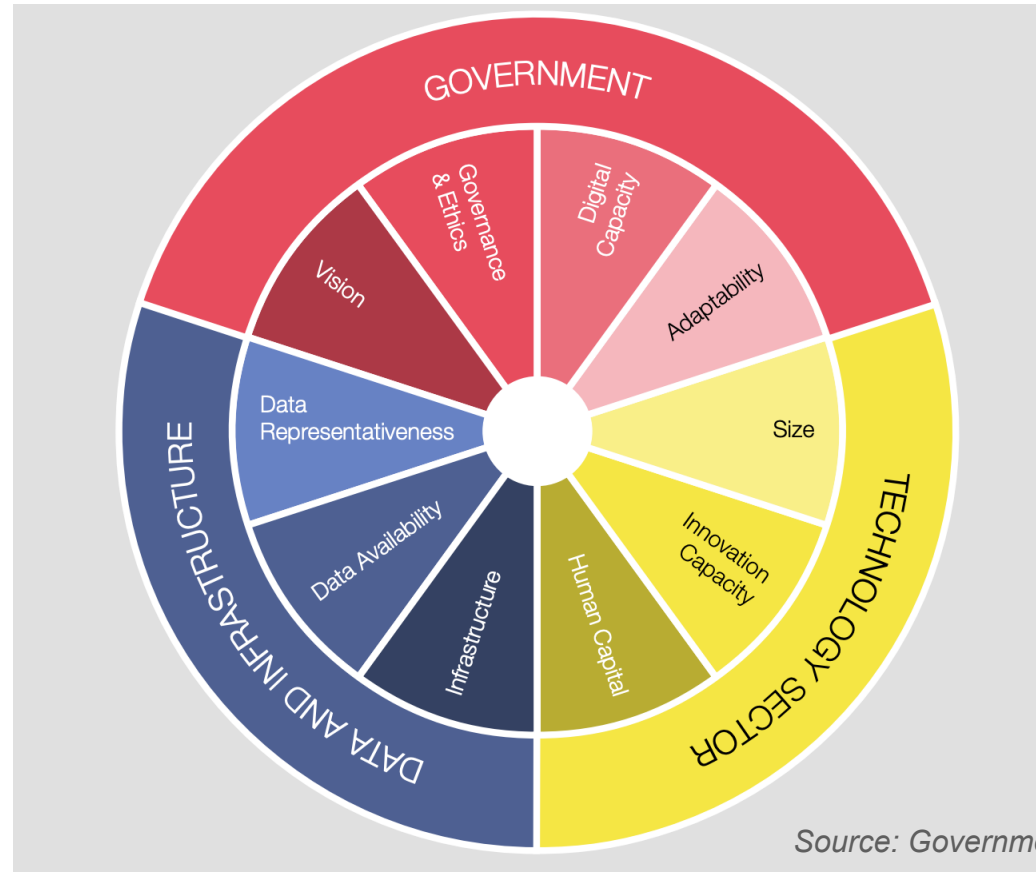 GOVERNMENT
Governance
& Ethics
Digital
Capacity
Vision
Adaptability
Data
Representativeness
Size
Data Availability
Innovation
Capacity
Infrastructure
Human Capital
DATA AND INFRASTRUCTURE
TECHNOLOGY SECTOR
Source: